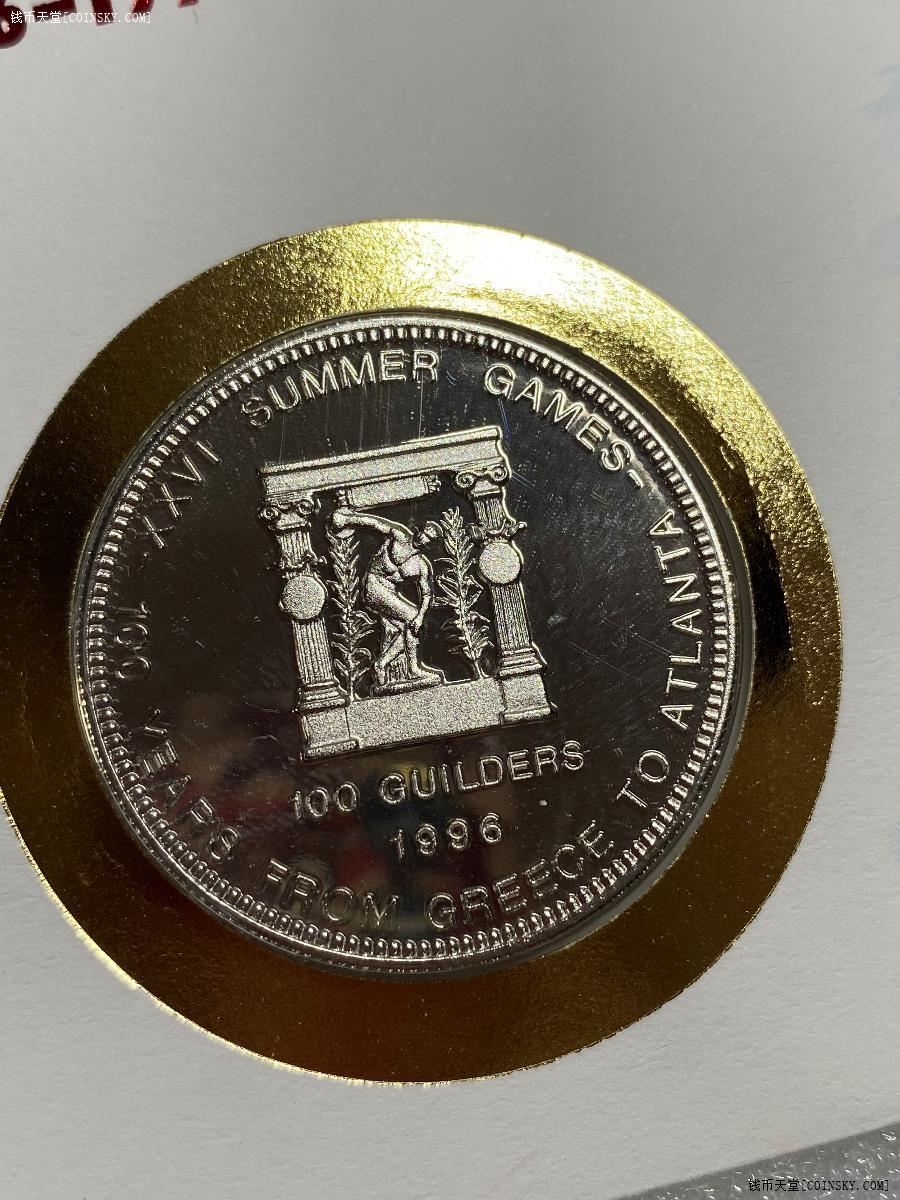 钱币天堂[COINSKY.COM]
XXVI SUMMER GAMES-
100 YEARS FROM GREECE TO ATLANTA
100 GUILDERS
1996
钱币天堂[COINSKY.COM]